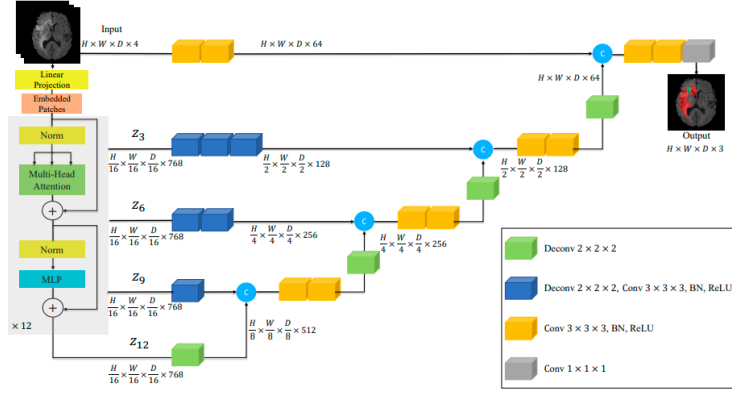 Input
H × W × D × 4
H × W × D × 64
C
H × W × D × 64
Linear
Projection
Embedded
Patches
Output
H × W × D × 3
Norm
Multi-Head
Attention
+
Norm
MLP
+
× 12
z3
H/16 × W/16 × D/16 × 768
H/2 × W/2 × D/2 × 128
C
H/2 × W/2 × D/2 × 128
z6
H/16 × W/16 × D/16 × 768
H/4 × W/4 × D/4 × 256
C
H/4 × W/4 × D/4 × 256
z9
H/16 × W/16 × D/16 × 768
C
H/8 × W/8 × D/8 × 512
z12
H/16 × W/16 × D/16 × 768
Deconv 2 × 2 × 2
Deconv 2 × 2 × 2, Conv 3 × 3 × 3, BN, ReLU
Conv 3 × 3 × 3, BN, ReLU
Conv 1 × 1 × 1